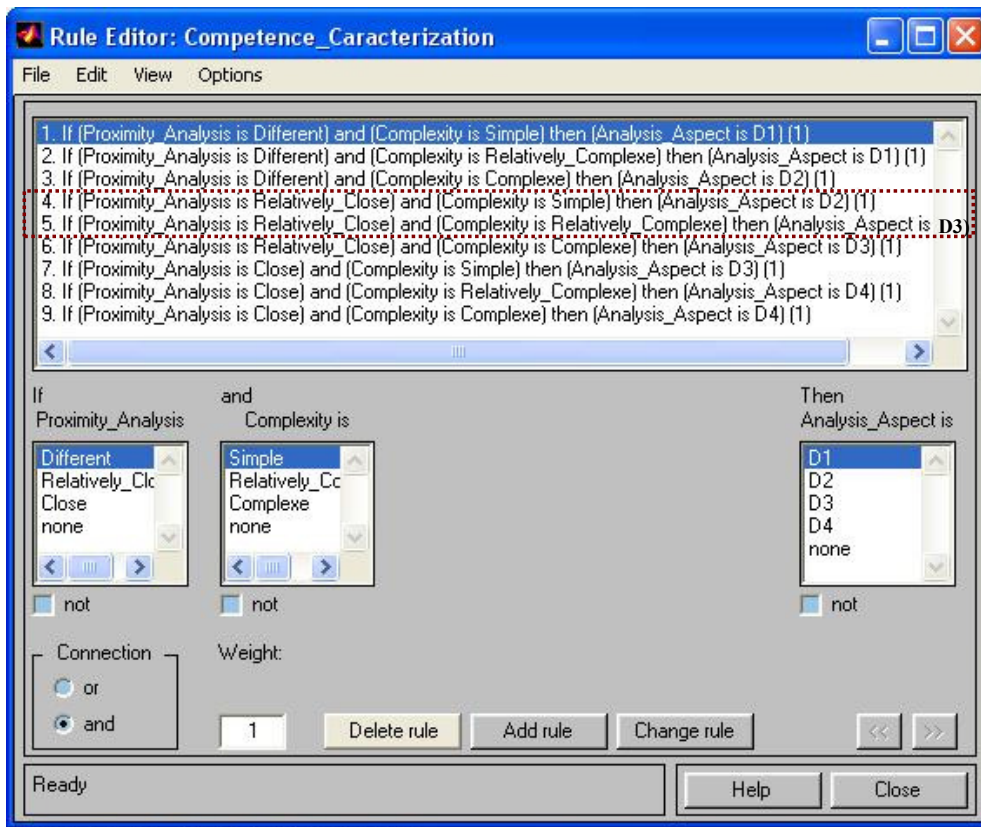 Rule Editor: Competence_Caracterization
File Edit View Options
1. If (Proximity_Analysis is Different) and (Complexity is Simple) then (Analysis_Aspect is D1) (1)
2. If (Proximity_Analysis is Different) and (Complexity is Relatively_Complexe) then (Analysis_Aspect is D1) (1)
3. If (Proximity_Analysis is Different) and (Complexity is Complexe) then (Analysis_Aspect is D2) (1)
4. If (Proximity_Analysis is Relatively_Close) and (Complexity is Simple) then (Analysis_Aspect is D2) (1)
5. If (Proximity_Analysis is Relatively_Close) and (Complexity is Relatively_Complexe) then (Analysis_Aspect is D3)
6. If (Proximity_Analysis is Relatively_Close) and (Complexity is Complexe) then (Analysis_Aspect is D3) (1)
7. If (Proximity_Analysis is Close) and (Complexity is Simple) then (Analysis_Aspect is D3) (1)
8. If (Proximity_Analysis is Close) and (Complexity is Relatively_Complexe) then (Analysis_Aspect is D4) (1)
9. If (Proximity_Analysis is Close) and (Complexity is Complexe) then (Analysis_Aspect is D4) (1)
If and Then
Proximity_Analysis Complexity is Analysis_Aspect is
Different Simple D1
Relatively_Clo Relatively_Co D2
Close Complexe D3
none none D4
none
not not not
Connection Weight:
or
and 1 Delete rule Add rule Change rule << >>
Ready Help Close